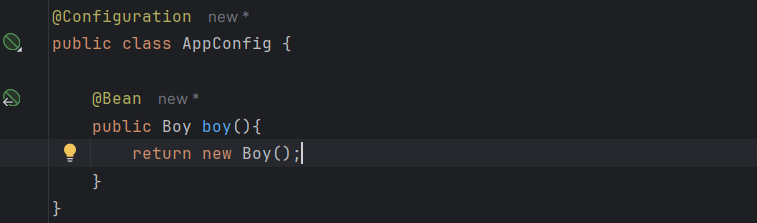 @Configuration new *
public class AppConfig {
@Bean new *
public Boy boy(){
return new Boy();
}
}